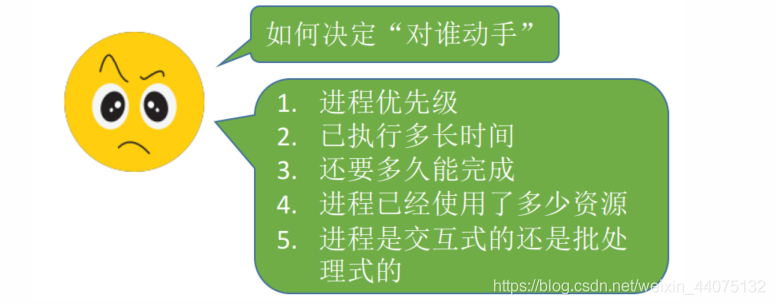 如何决定“对谁动手”
1. 进程优先级
2. 已执行多长时间
3. 还要多久能完成
4. 进程已经使用了多少资源
5. 进程是交互式的还是批处
理式的
https://blog.csdn.net/weixin_44075132